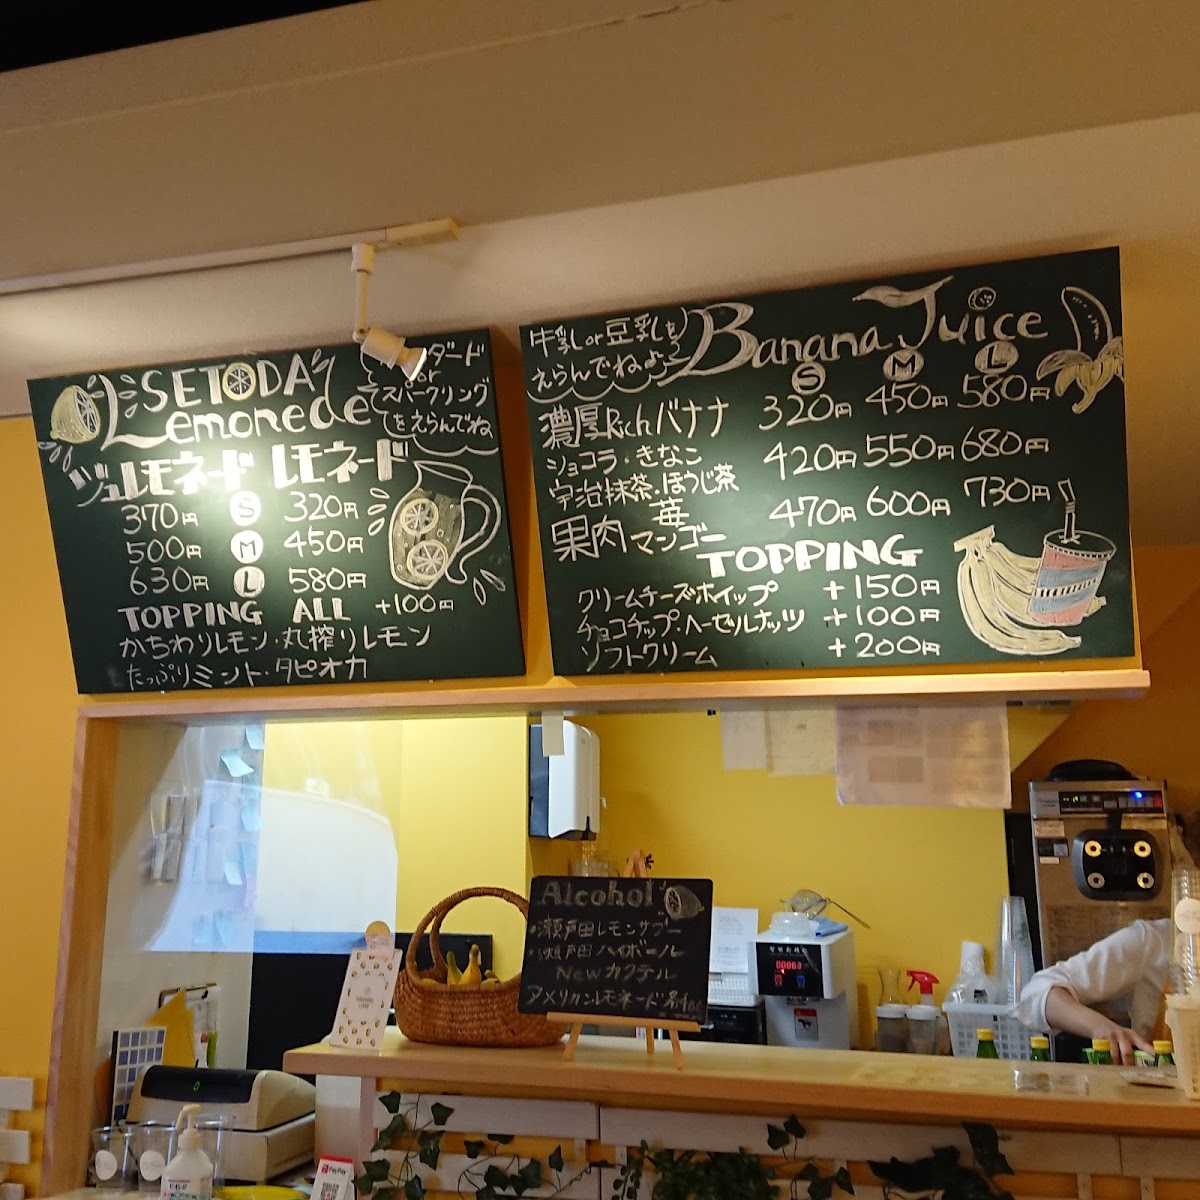 SETODA
Lemonede
ダード
or
スパークリング
をえらんでね
ジュレモネード レモネード
370円 S 320円
500円 M 450円
630円 L 580円
TOPPING ALL +100円
かちわりレモン・丸搾りレモン
たっぷりミント・タピオカ
牛乳or豆乳を
えらんでねよ
Banana Juice
S M L
濃厚Richバナナ 320円 450円 580円
ショコラ・きなこ
宇治抹茶・ほうじ茶 420円 550円 680円
果肉 苺
マンゴー 470円 600円 730円
TOPPING
クリームチーズホイップ +150円
チョコチップ・ヘーゼルナッツ +100円
ソフトクリーム +200円
Alcohol
・瀬戸田レモンサワー
・瀬戸田ハイボール
Newカクテル
アメリカンレモネード
PayPay